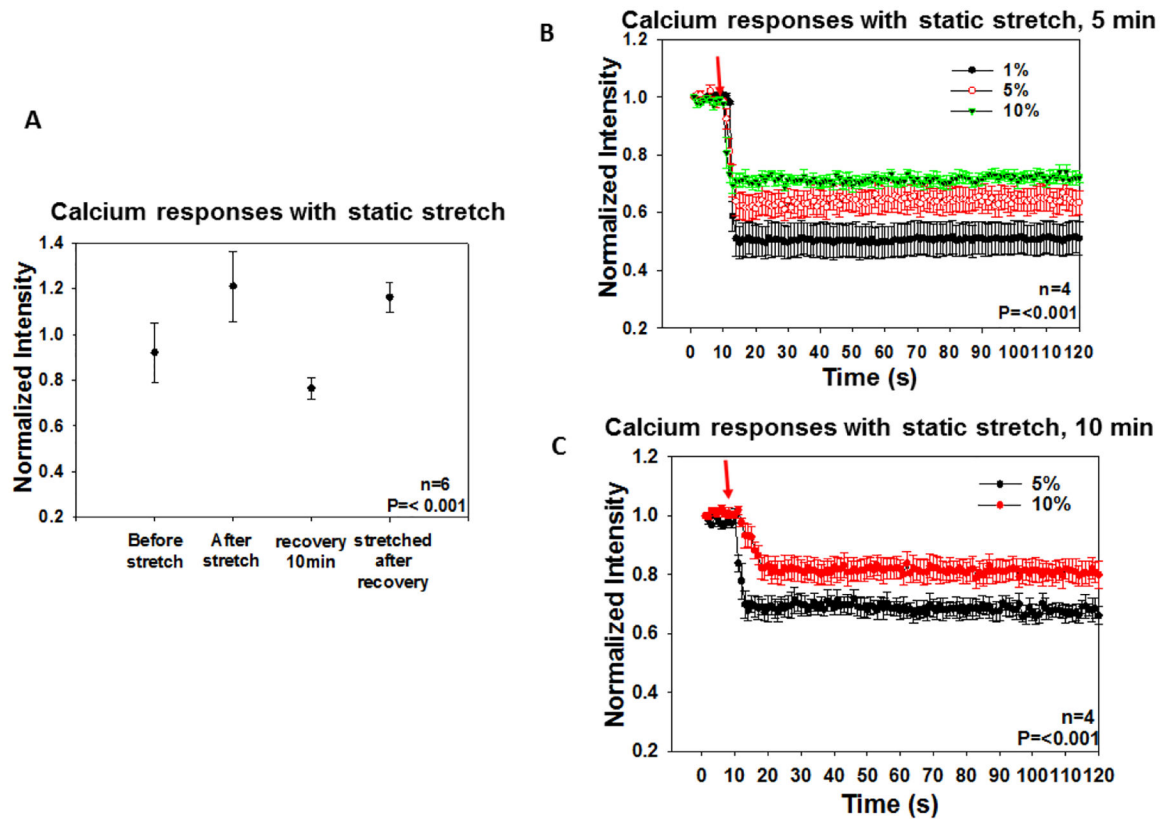 A
Calcium responses with static stretch
Normalized Intensity
1.4
1.2
1.0
0.8
0.6
0.4
0.2
n=6
P=< 0.001
Before
stretch
After
stretch
recovery
10min
stretched
after
recovery
B
Calcium responses with static stretch, 5 min
Normalized Intensity
1.2
1.0
0.8
0.6
0.4
0.2
1%
5%
10%
n=4
P=<0.001
0 10 20 30 40 50 60 70 80 90 100 110 120
Time (s)
C
Calcium responses with static stretch, 10 min
Normalized Intensity
1.2
1.0
0.8
0.6
0.4
0.2
5%
10%
n=4
P=<0.001
0 10 20 30 40 50 60 70 80 90 100 110 120
Time (s)